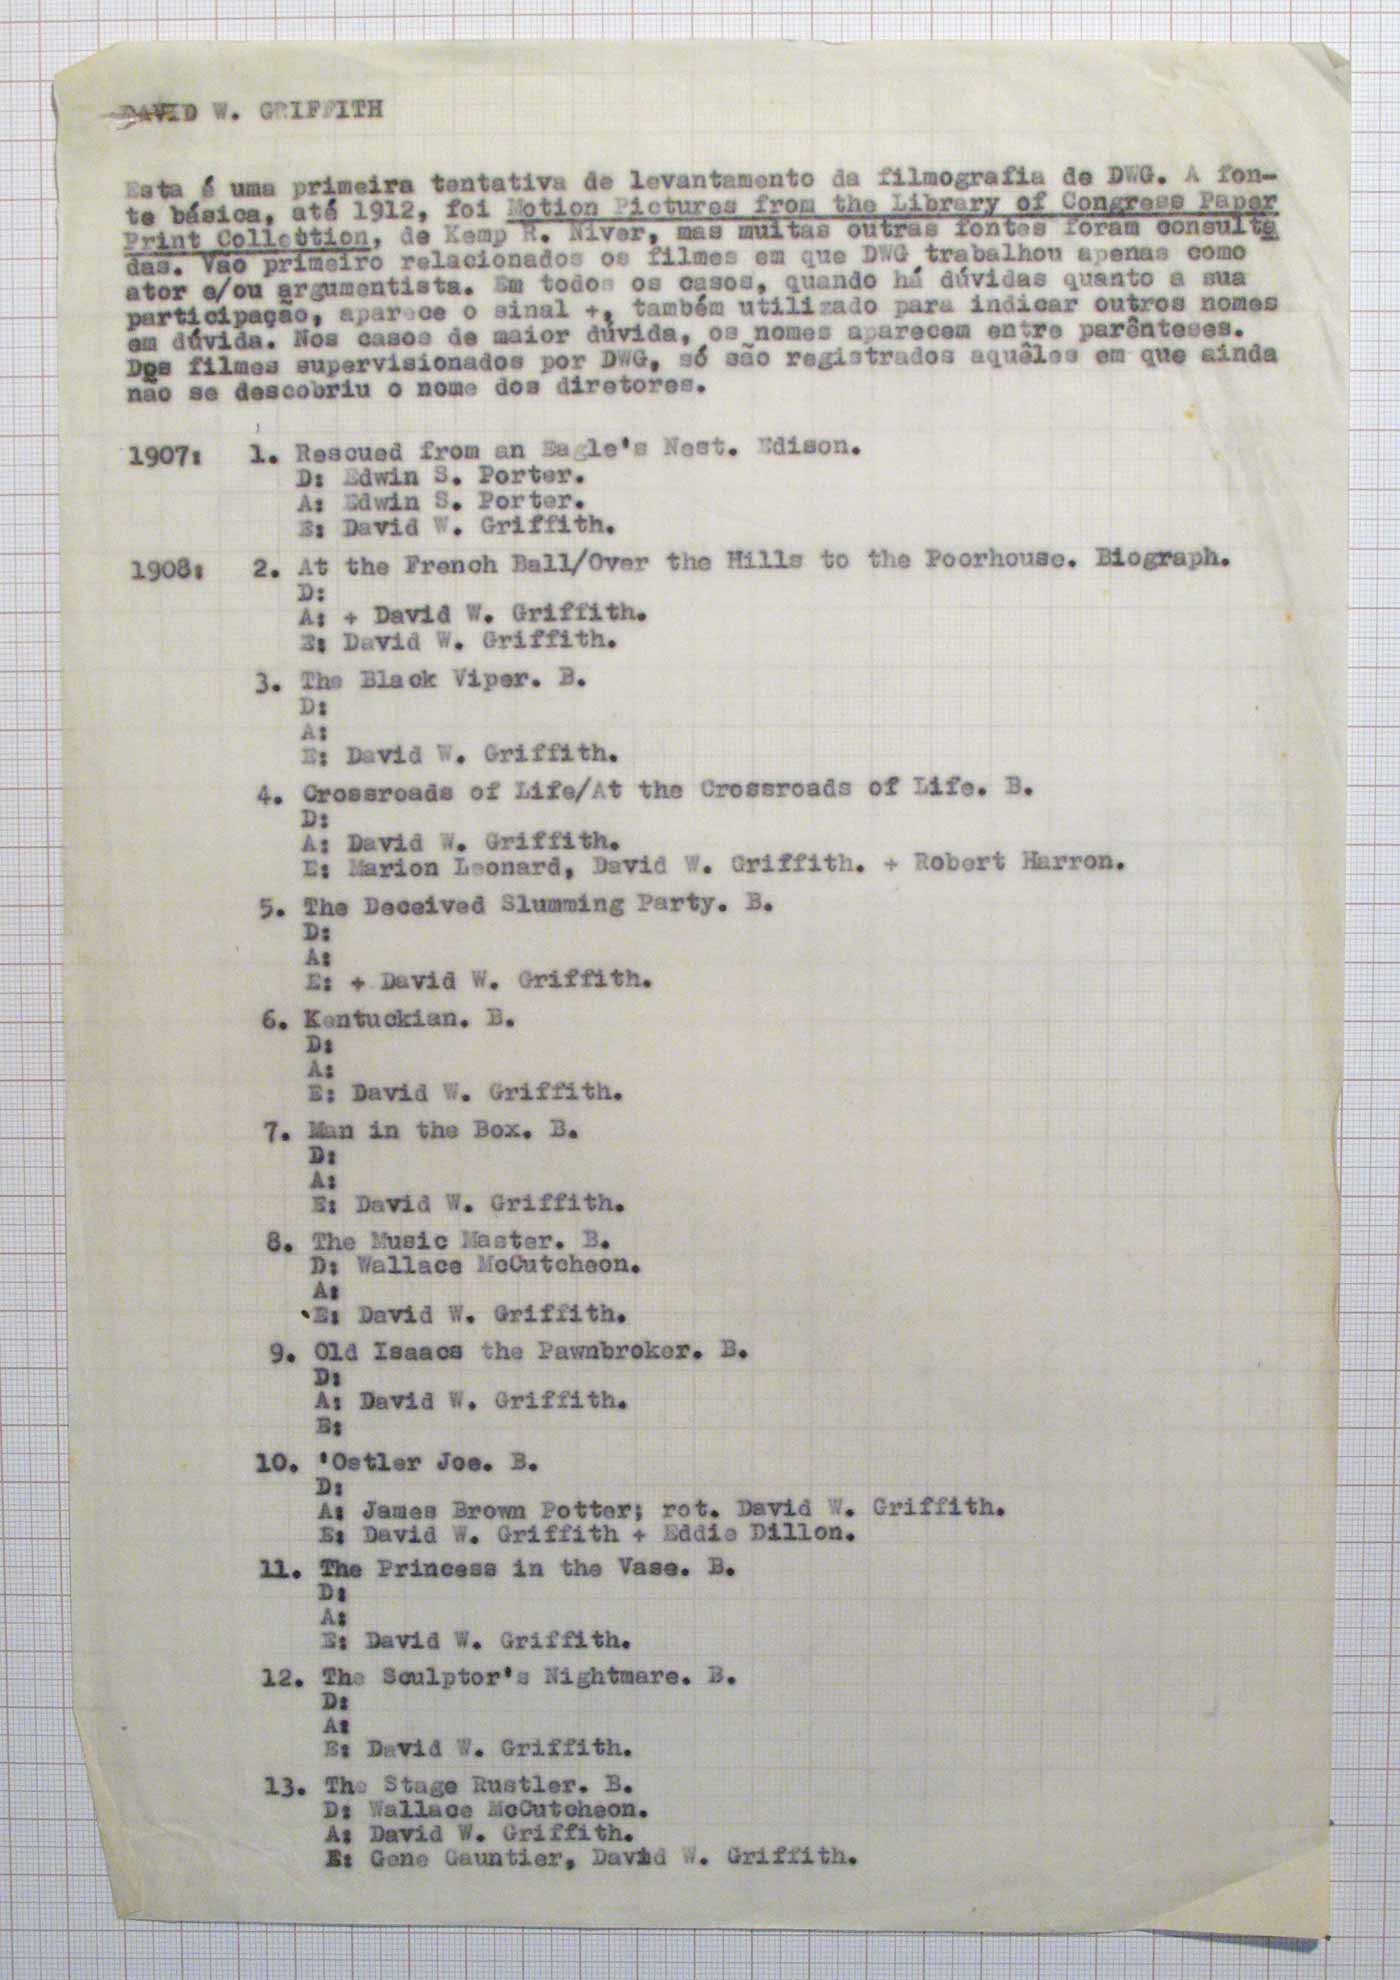 DAVID W. GRIFFITH
Esta é uma primeira tentativa de levantamento da filmografia de DWG. A fon-
te básica, até 1912, foi Motion Pictures from the Library of Congress Paper
Print Collection, de Kemp R. Niver, mas muitas outras fontes foram consulta
das. Vão primeiro relacionados os filmes em que DWG trabalhou apenas como
ator e/ou argumentista. Em todos os casos, quando há dúvidas quanto a sua
participação, aparece o sinal +, também utilizado para indicar outros nomes
em dúvida. Nos casos de maior dúvida, os nomes aparecem entre parênteses.
Dos filmes supervisionados por DWG, só são registrados aquêles em que ainda
não se descobriu o nome dos diretores.
1907: 1. Rescued from an Eagle's Nest. Edison.
D: Edwin S. Porter.
A: Edwin S. Porter.
E: David W. Griffith.
1908: 2. At the French Ball/Over the Hills to the Poorhouse. Biograph.
D:
A: + David W. Griffith.
E: David W. Griffith.
3. The Black Viper. B.
D:
A:
E: David W. Griffith.
4. Crossroads of Life/At the Crossroads of Life. B.
D:
A: David W. Griffith.
E: Marion Leonard, David W. Griffith. + Robert Harron.
5. The Deceived Slumming Party. B.
D:
A:
E: + David W. Griffith.
6. Kentuckian. B.
D:
A:
E: David W. Griffith.
7. Man in the Box. B.
D:
A:
E: David W. Griffith.
8. The Music Master. B.
D: Wallace McCutcheon.
A:
E: David W. Griffith.
9. Old Isaacs the Pawnbroker. B.
D:
A: David W. Griffith.
E:
10. 'Ostler Joe. B.
D:
A: James Brown Potter; rot. David W. Griffith.
E: David W. Griffith + Eddie Dillon.
11. The Princess in the Vase. B.
D:
A:
E: David W. Griffith.
12. The Sculptor's Nightmare. B.
D:
A:
E: David W. Griffith.
13. The Stage Rustler. B.
D: Wallace McCutcheon.
A: David W. Griffith.
E: Gene Gauntier, David W. Griffith.